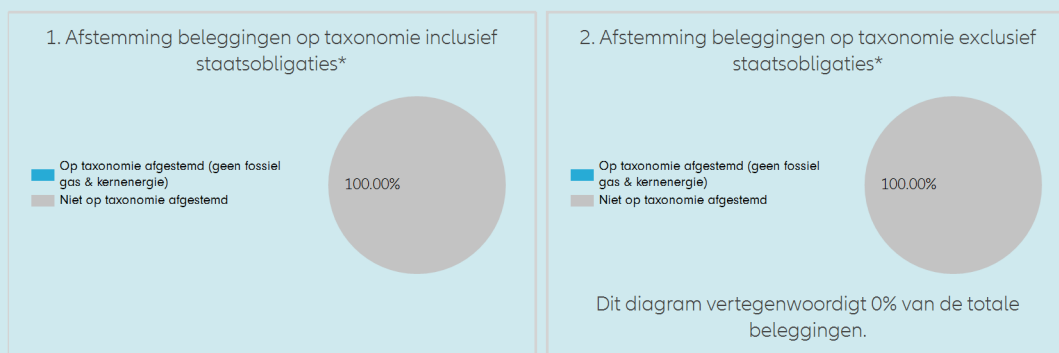 1. Afstemming beleggingen op taxonomie inclusief
staatsobligaties*
Op taxonomie afgestemd (geen fossiel
gas & kernenergie)
Niet op taxonomie afgestemd
100.00%
2. Afstemming beleggingen op taxonomie exclusief
staatsobligaties*
Op taxonomie afgestemd (geen fossiel
gas & kernenergie)
Niet op taxonomie afgestemd
100.00%
Dit diagram vertegenwoordigt 0% van de totale
beleggingen.